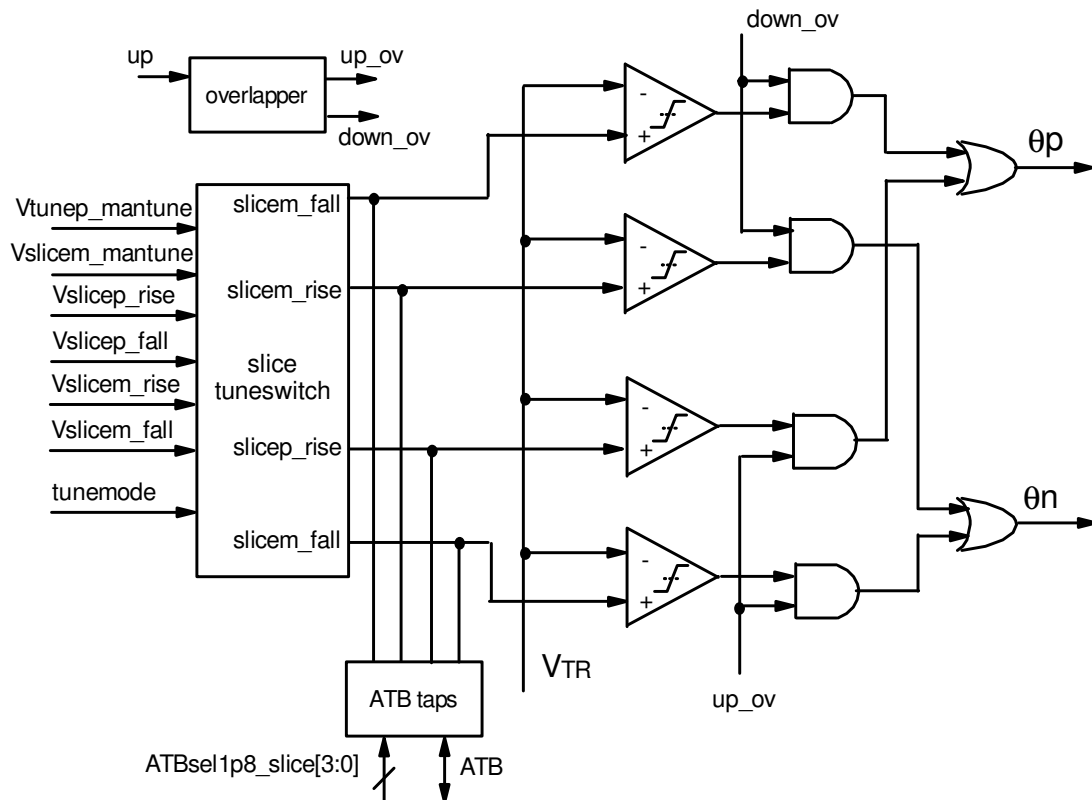 down_ov
up
up_ov
overlapper
down_ov
-
+
θp
Vtunep_mantune
slicem_fall
Vslicem_mantune
-
+
Vslicep_rise
slicem_rise
Vslicep_fall
slice
tuneswitch
Vslicem_rise
Vslicem_fall
slicep_rise
-
+
tunemode
θn
slicem_fall
-
+
VTR
ATB taps
up_ov
ATBsel1p8_slice[3:0]
ATB